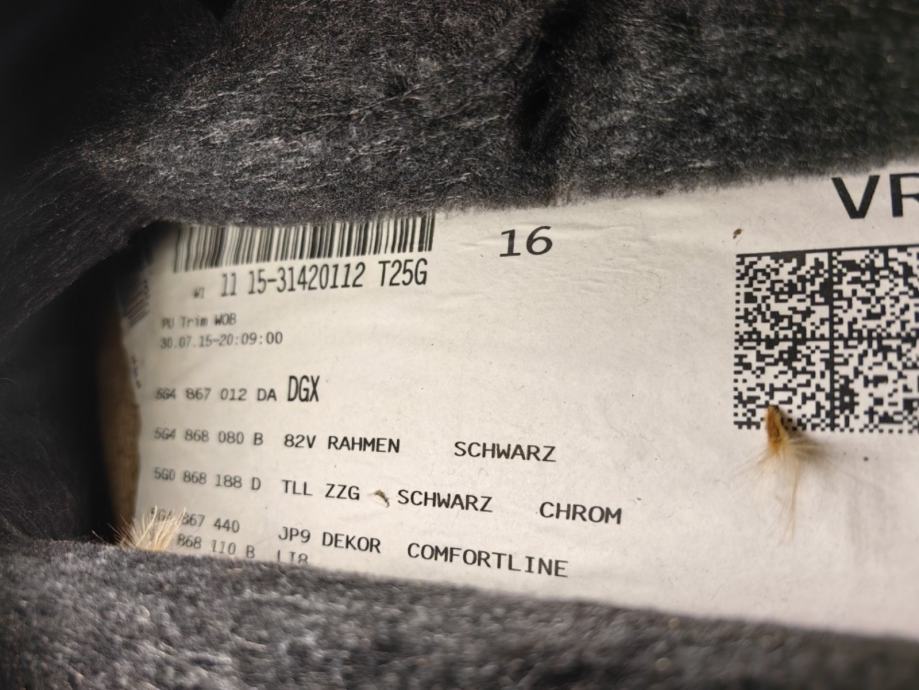 VR
16
11 15-31420112 T25G
PU Trim WOB
30.07.15-20:09:00
5G4 867 012 DA DGX
5G4 868 080 B 82V RAHMEN SCHWARZ
5G0 868 188 D TLL ZZG SCHWARZ CHROM
867 440 JP9 DEKOR COMFORTLINE
868 110 B